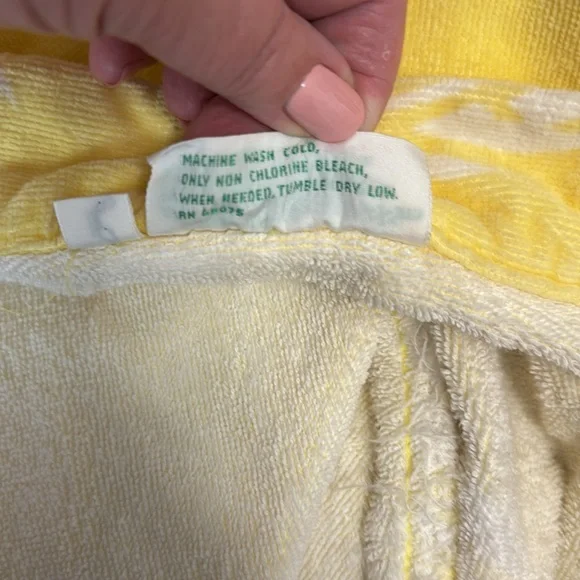 MACHINE WASH COLD,
ONLY NON CHLORINE BLEACH,
WHEN NEEDED, TUMBLE DRY LOW.
RN